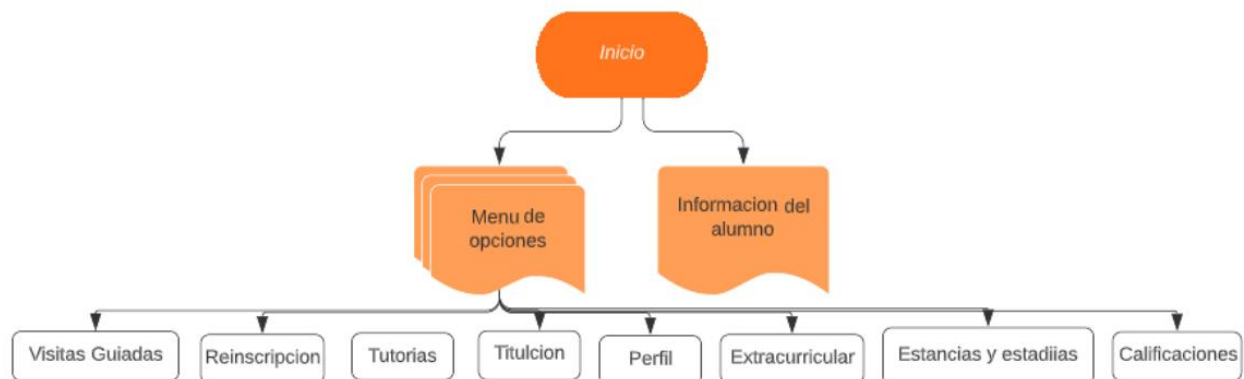 Inicio
Menu de
opciones
Informacion del
alumno
Visitas Guiadas
Reinscripcion
Tutorias
Titulcion
Perfil
Extracurricular
Estancias y estadiias
Calificaciones